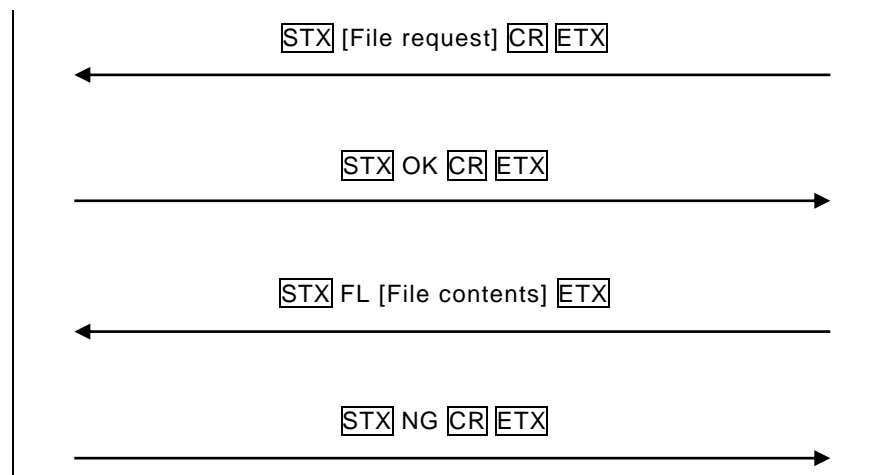 STX [File request] CR ETX
STX OK CR ETX
STX FL [File contents] ETX
STX NG CR ETX